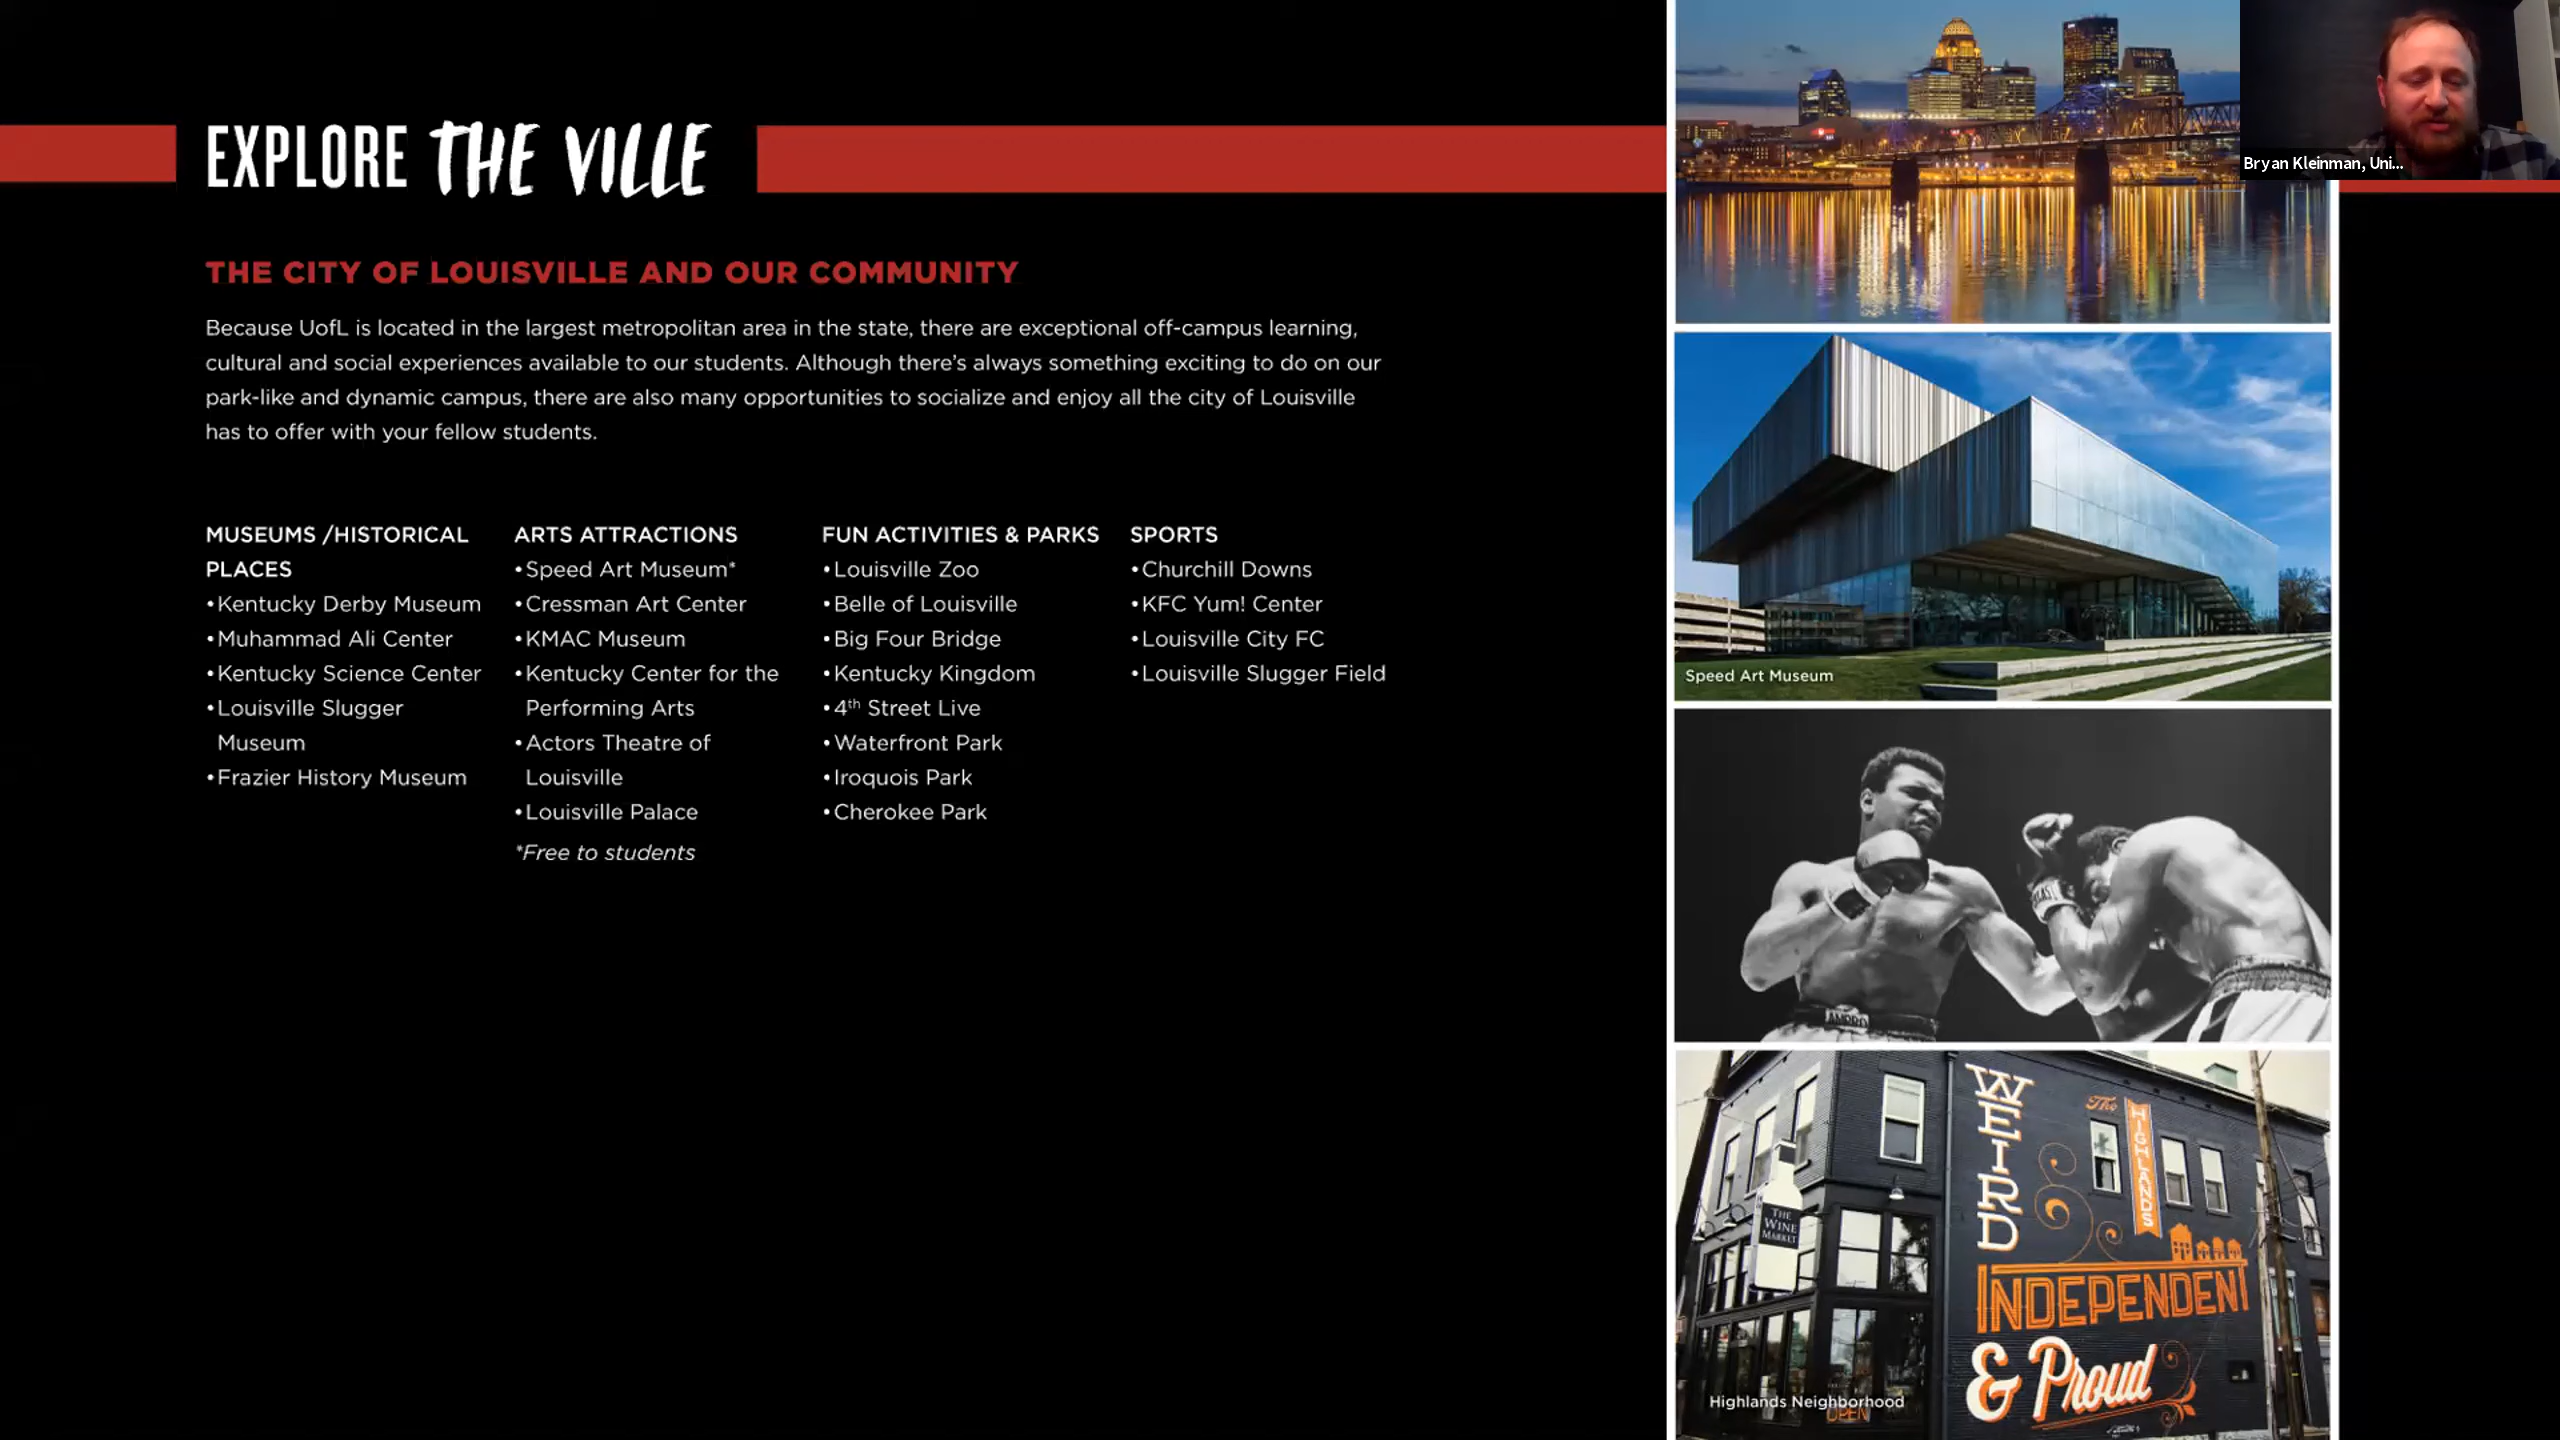 EXPLORE THE VILLE
THE CITY OF LOUISVILLE AND OUR COMMUNITY
Because UofL is located in the largest metropolitan area in the state, there are exceptional off-campus learning,
cultural and social experiences available to our students. Although there's always something exciting to do on our
park-like and dynamic campus, there are also many opportunities to socialize and enjoy all the city of Louisville
has to offer with your fellow students.
MUSEUMS /HISTORICAL
PLACES
•Kentucky Derby Museum
•Muhammad Ali Center
•Kentucky Science Center
•Louisville Slugger
Museum
•Frazier History Museum
ARTS ATTRACTIONS
•Speed Art Museum*
•Cressman Art Center
•KMAC Museum
•Kentucky Center for the
Performing Arts
•Actors Theatre of
Louisville
•Louisville Palace
*Free to students
FUN ACTIVITIES & PARKS
•Louisville Zoo
•Belle of Louisville
•Big Four Bridge
•Kentucky Kingdom
•4th Street Live
•Waterfront Park
•Iroquois Park
•Cherokee Park
SPORTS
•Churchill Downs
•KFC Yum! Center
•Louisville City FC
•Louisville Slugger Field
Bryan Kleinman, Uni...
Speed Art Museum
WEIRD
The
HIGHLANDS
INDEPENDENT
& Proud
THE
WINE
MARKET
Highlands Neighborhood
OPEN